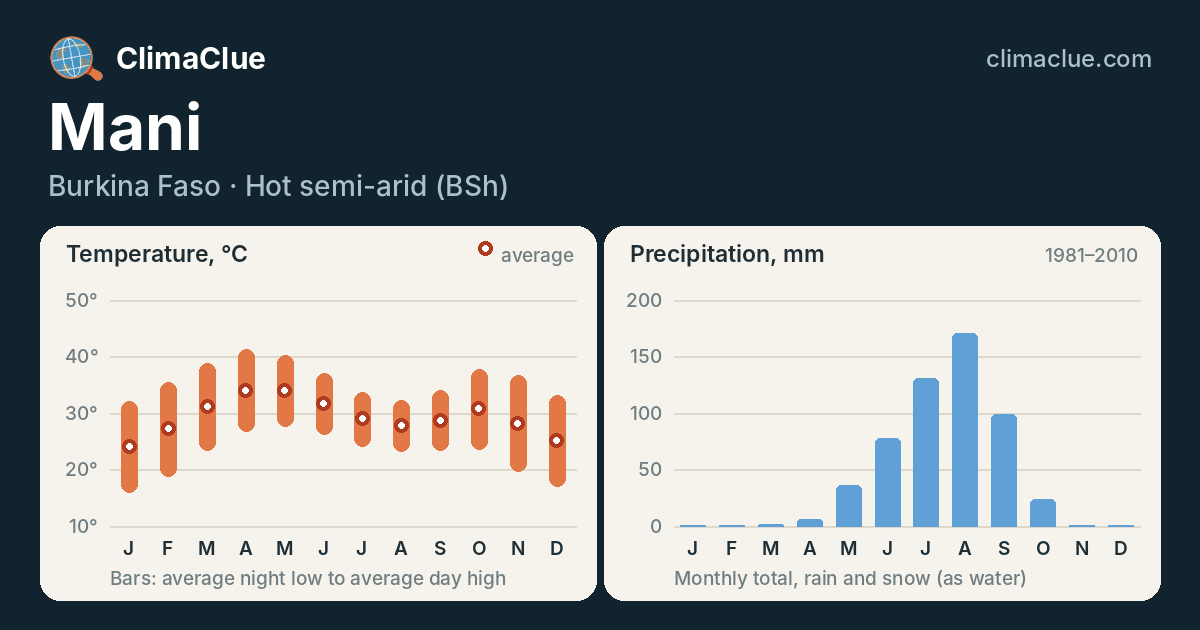 ClimaClue
climaclue.com
Mani
Burkina Faso · Hot semi-arid (BSh)
Temperature, °C
average
50°
40°
30°
20°
10°
J F M A M J J A S O N D
Bars: average night low to average day high
Precipitation, mm
1981–2010
200
150
100
50
0
J F M A M J J A S O N D
Monthly total, rain and snow (as water)